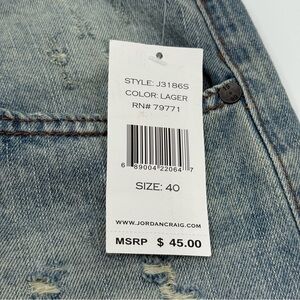 STYLE: J3186S
COLOR: LAGER
RN# 79771
6 89004 22064 7
SIZE: 40
WWW.JORDANCRAIG.COM
MSRP $ 45.00